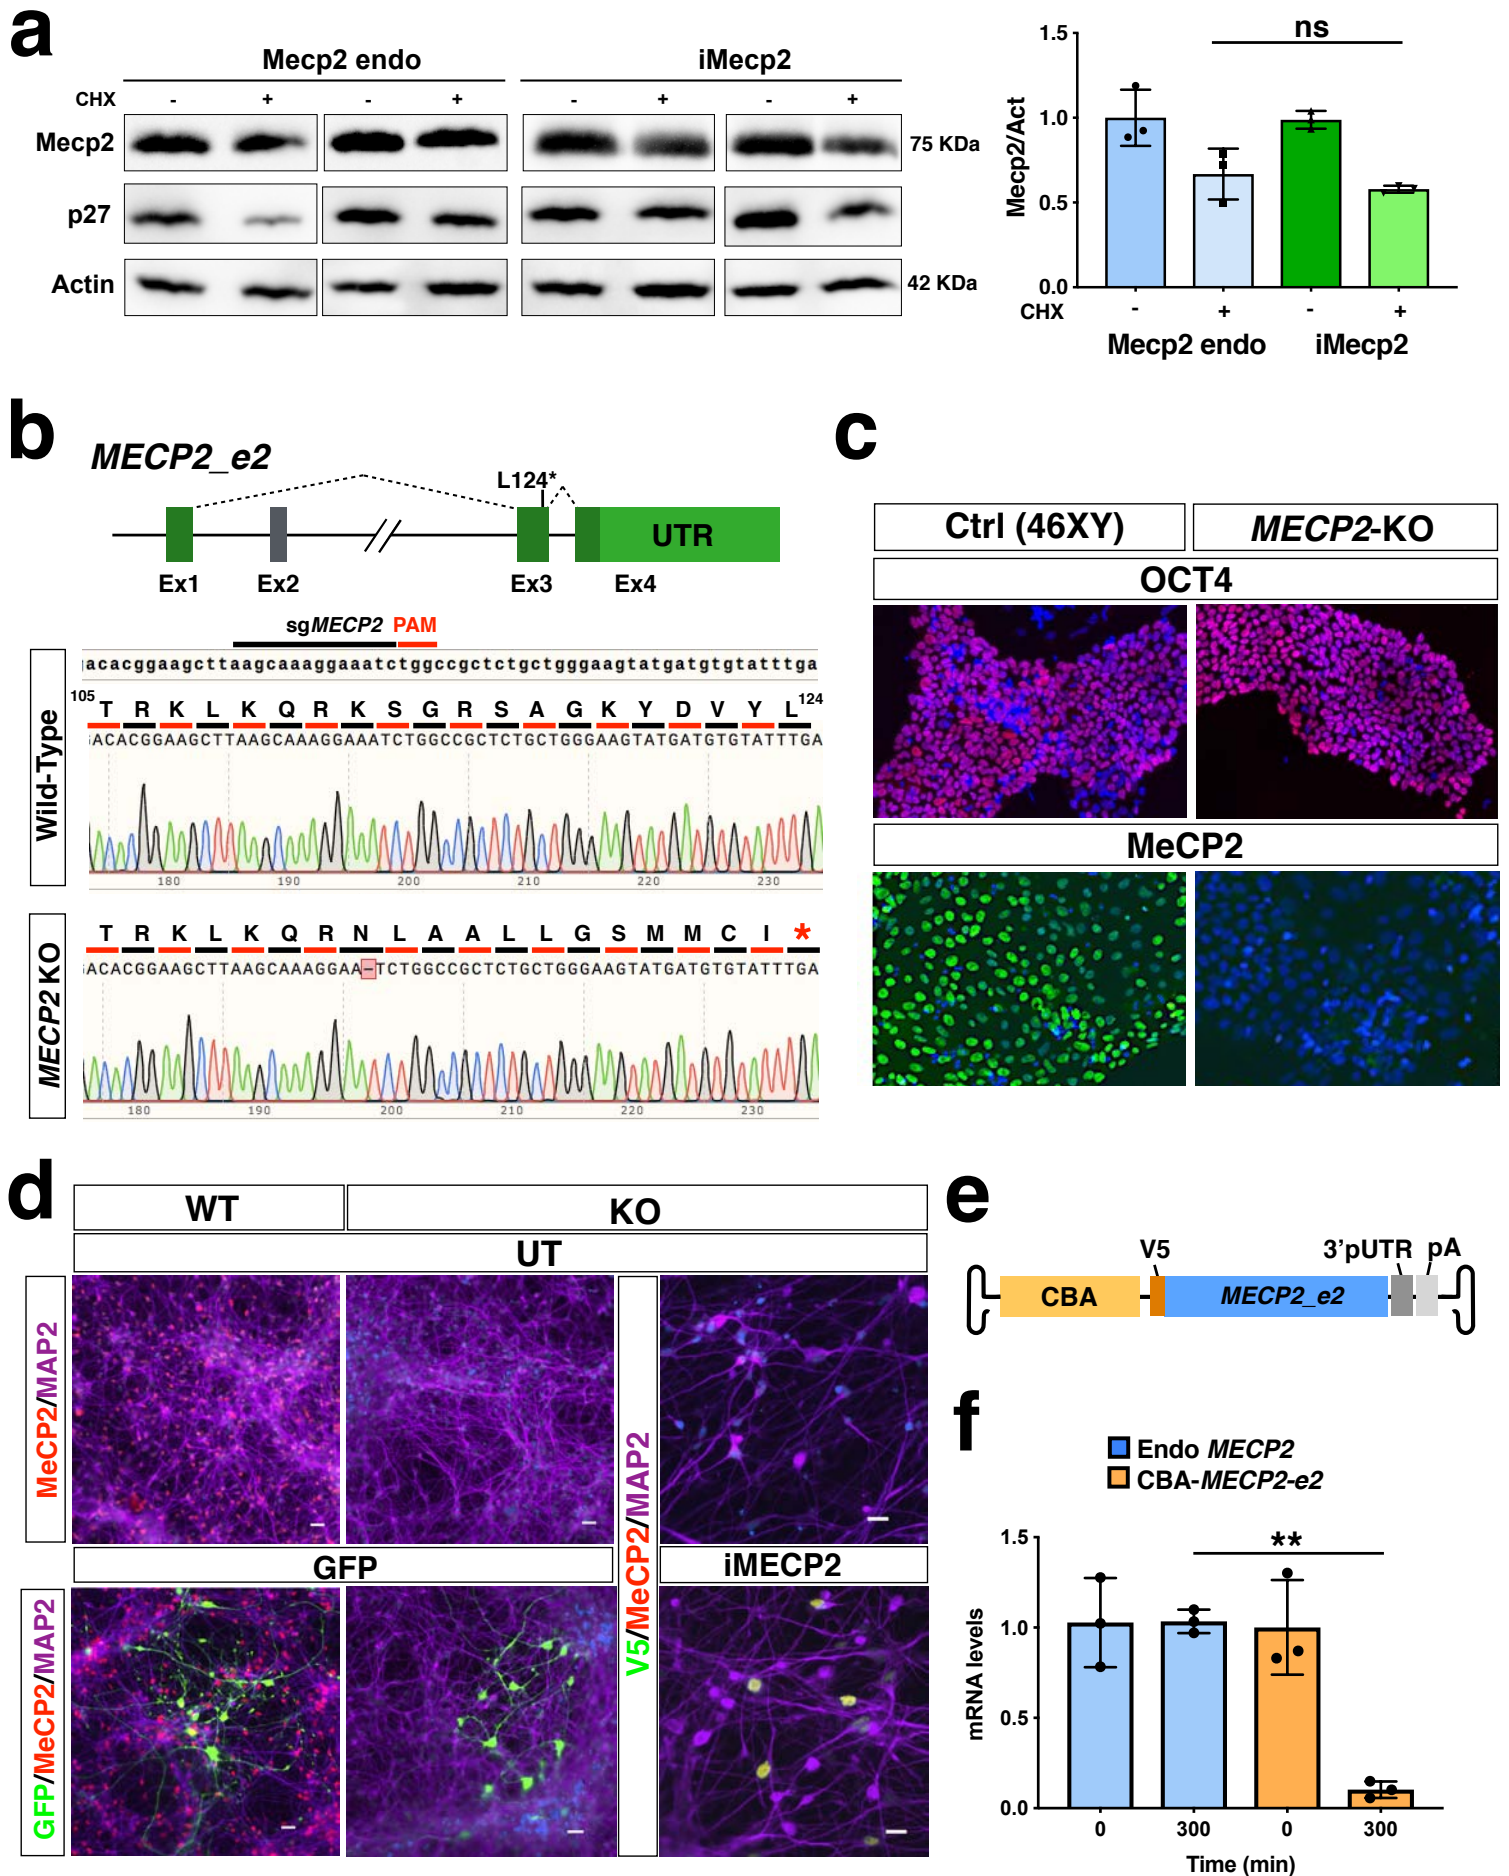 a
Mecp2 endo
iMecp2
CHX - + - + - + - +
Mecp2
75 KDa
p27
Actin
42 KDa
ns
Mecp2/Act
1.5
1.0
0.5
0.0
CHX - + - +
Mecp2 endo iMecp2
b
MECP2_e2
L124*
UTR
Ex1 Ex2 Ex3 Ex4
sgMECP2 PAM
Wild-Type
acacggaagcttaagcaaaggaaatctggccgctctgctgggaagtatgatgtgtatttga
105 T R K L K Q R K S G R S A G K Y D V Y L 124
ACACGGAAGCTTAAGCAAAGGAAATCTGGCCGCTCTGCTGGGAAGTATGATGTGTATTTGA
180 190 200 210 220 230
MECP2 KO
T R K L K Q R N L A A L L G S M M C I *
ACACGGAAGCTTAAGCAAAGGAA-TCTGGCCGCTCTGCTGGGAAGTATGATGTGTATTTGA
180 190 200 210 220 230
c
Ctrl (46XY) MECP2-KO
OCT4
MeCP2
d
WT KO
UT
MeCP2/MAP2
V5/MeCP2/MAP2
GFP
iMECP2
GFP/MeCP2/MAP2
e
V5 3'pUTR pA
CBA MECP2_e2
f
Endo MECP2
CBA-MECP2-e2
**
mRNA levels
1.5
1.0
0.5
0.0
0 300 0 300
Time (min)